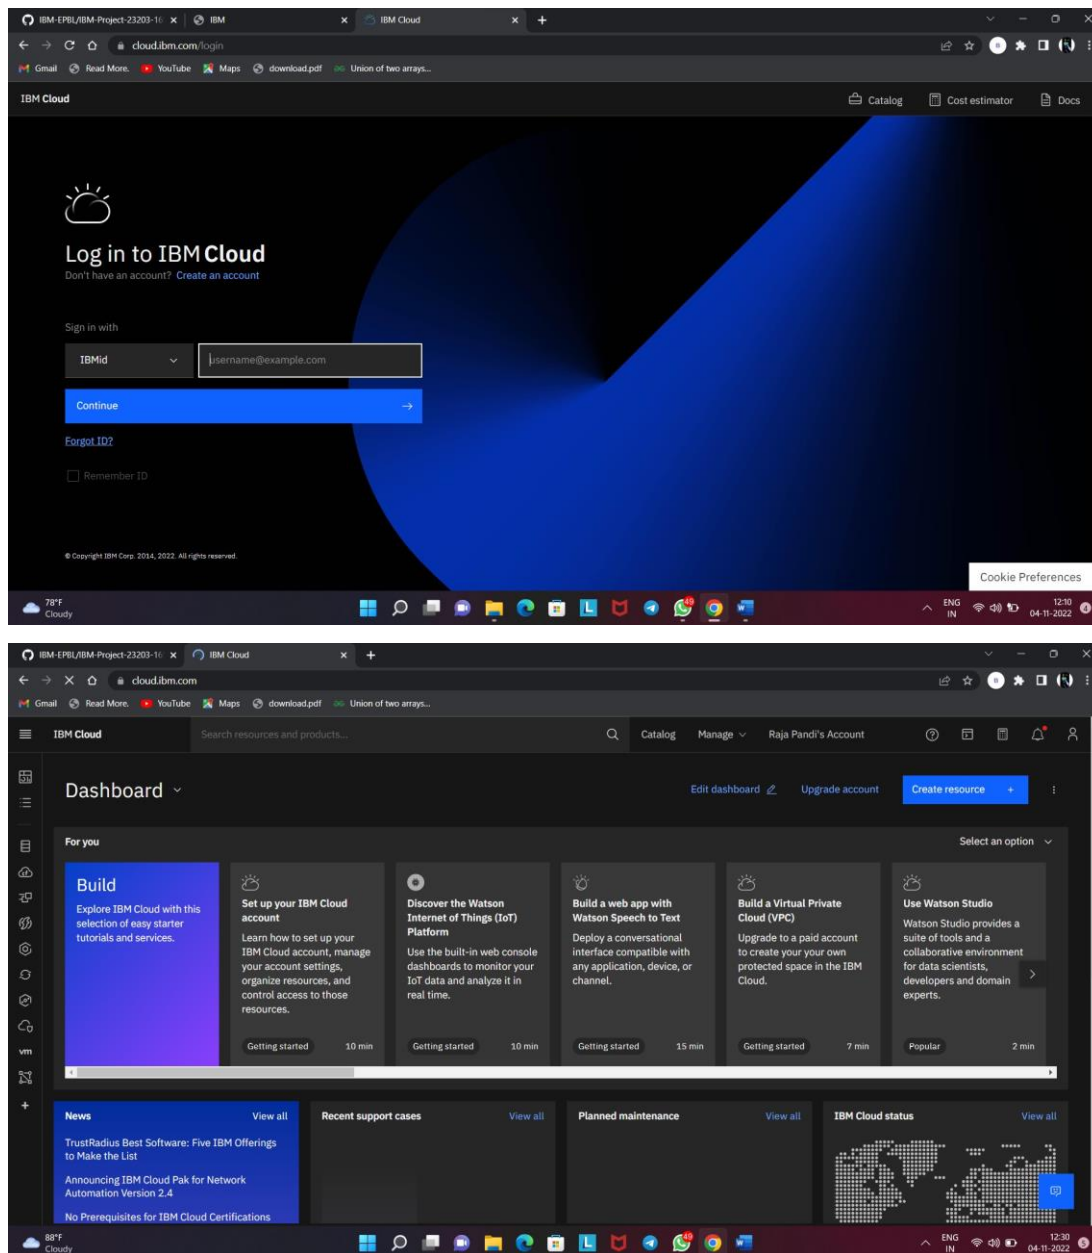 IBM-EPBL/IBM-Project-23203-16
IBM
IBM Cloud
cloud.ibm.com/login
Gmail
Read More.
YouTube
Maps
download.pdf
Union of two arrays...
IBM Cloud
Catalog
Cost estimator
Docs
Log in to IBM Cloud
Don't have an account? Create an account
Sign in with
IBMid
username@example.com
Continue
Forgot ID?
Remember ID
© Copyright IBM Corp. 2014, 2022. All rights reserved.
Cookie Preferences
78°F
Cloudy
49
ENG
IN
12:10
04-11-2022
IBM-EPBL/IBM-Project-23203-16
IBM Cloud
cloud.ibm.com
Gmail
Read More.
YouTube
Maps
download.pdf
Union of two arrays...
IBM Cloud
Search resources and products...
Catalog
Manage
Raja Pandi's Account
Dashboard
Edit dashboard
Upgrade account
Create resource +
For you
Select an option
Build
Explore IBM Cloud with this
selection of easy starter
tutorials and services.
Set up your IBM Cloud
account
Learn how to set up your
IBM Cloud account, manage
your account settings,
organize resources, and
control access to those
resources.
Getting started
10 min
Discover the Watson
Internet of Things (IoT)
Platform
Use the built-in web console
dashboards to monitor your
IoT data and analyze it in
real time.
Getting started
10 min
Build a web app with
Watson Speech to Text
Deploy a conversational
interface compatible with
any application, device, or
channel.
Getting started
15 min
Build a Virtual Private
Cloud (VPC)
Upgrade to a paid account
to create your your own
protected space in the IBM
Cloud.
Getting started
7 min
Use Watson Studio
Watson Studio provides a
suite of tools and a
collaborative environment
for data scientists,
developers and domain
experts.
Popular
2 min
vm
News
View all
TrustRadius Best Software: Five IBM Offerings
to Make the List
Announcing IBM Cloud Pak for Network
Automation Version 2.4
No Prerequisites for IBM Cloud Certifications
Recent support cases
View all
Planned maintenance
View all
IBM Cloud status
View all
88°F
Cloudy
49
ENG
IN
12:30
04-11-2022